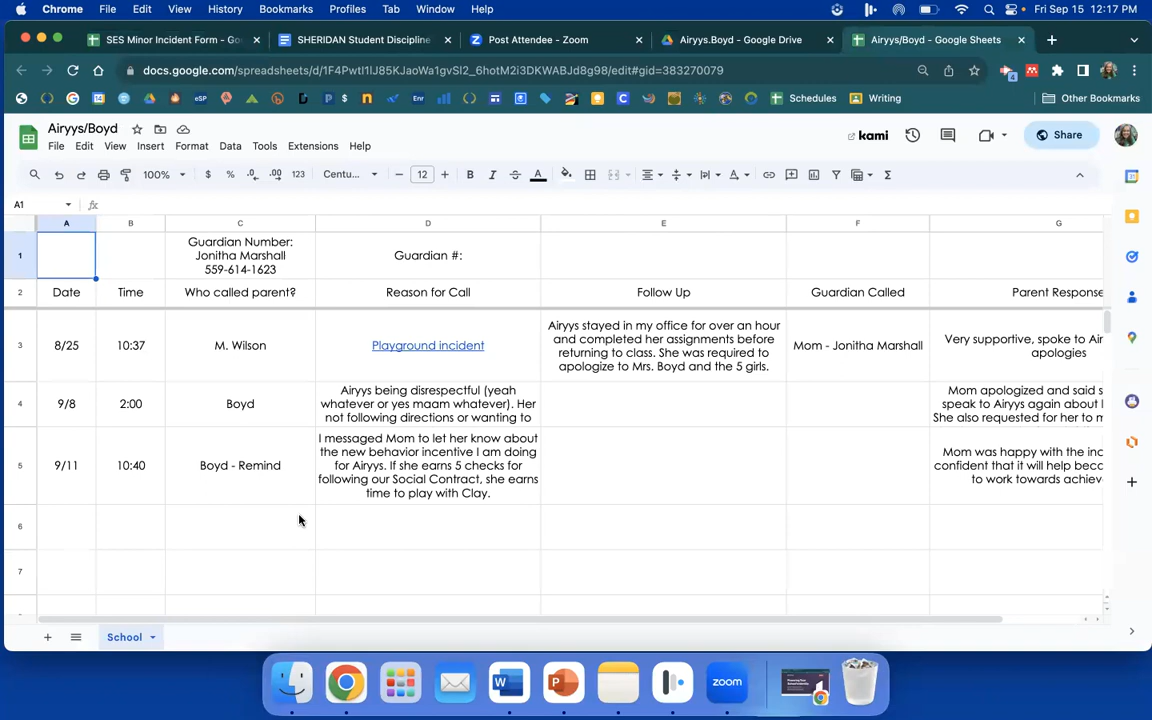 Chrome File Edit View History Bookmarks Profiles Tab Window Help Fri Sep 15 12:17 PM
SES Minor Incident Form - Go SHERIDAN Student Discipline Post Attendee - Zoom Airyys.Boyd - Google Drive Airyys/Boyd - Google Sheets
docs.google.com/spreadsheets/d/1F4PwtI1IJ85KJaoWa1gvSI2_6hotM2i3DKWABJd8g98/edit#gid=383270079
Schedules Writing Other Bookmarks
Airyys/Boyd
File Edit View Insert Format Data Tools Extensions Help
kami Share
100% $ % .0 .00 123 Centu... 12
A1 fx
A B C D E F G
1
Guardian Number:
Jonitha Marshall
559-614-1623
Guardian #:
2 Date Time Who called parent? Reason for Call Follow Up Guardian Called Parent Response
3 8/25 10:37 M. Wilson Playground incident
Airyys stayed in my office for over an hour
and completed her assignments before
returning to class. She was required to
apologize to Mrs. Boyd and the 5 girls.
Mom - Jonitha Marshall
Very supportive, spoke to Air
apologies
4 9/8 2:00 Boyd
Airyys being disrespectful (yeah
whatever or yes maam whatever). Her
not following directions or wanting to
Mom apologized and said s
speak to Airyys again about
She also requested for her to m
5 9/11 10:40 Boyd - Remind
I messaged Mom to let her know about
the new behavior incentive I am doing
for Airyys. If she earns 5 checks for
following our Social Contract, she earns
time to play with Clay.
Mom was happy with the inc
confident that it will help beca
to work towards achiev
6
7
School
zoom